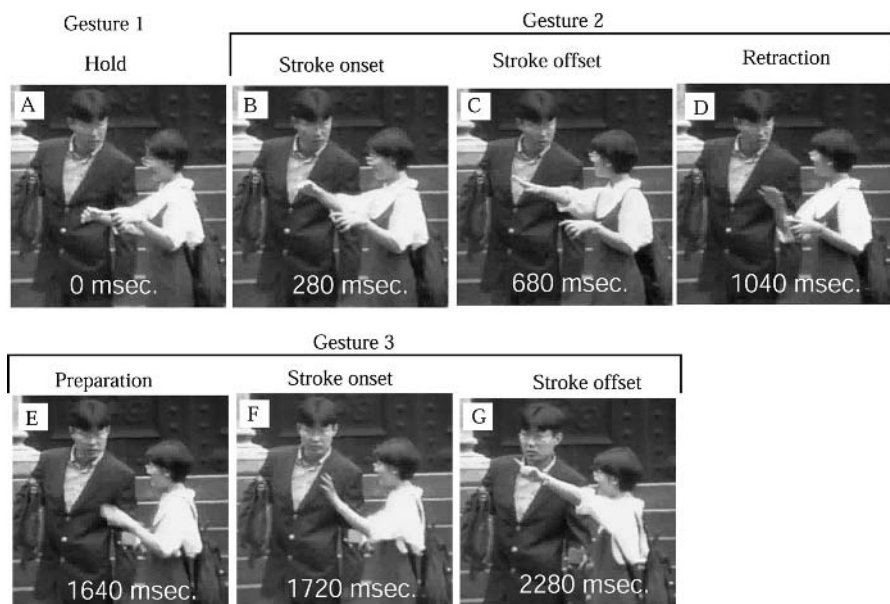 Gesture 1
Gesture 2
Hold
Stroke onset
Stroke offset
Retraction
A
B
C
D
0 msec.
280 msec.
680 msec.
1040 msec.
Gesture 3
Preparation
Stroke onset
Stroke offset
E
F
G
1640 msec.
1720 msec.
2280 msec.